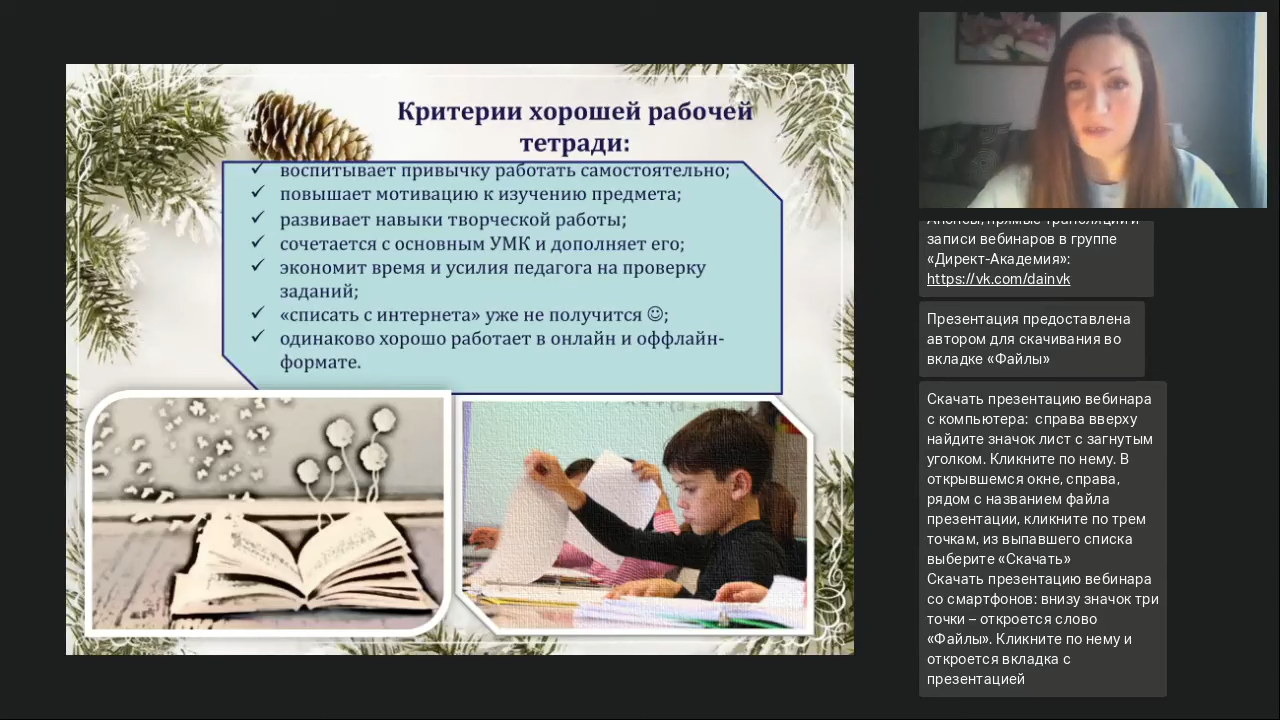 Критерии хорошей рабочей
тетради:
воспитывает привычку работать самостоятельно;
повышает мотивацию к изучению предмета;
развивает навыки творческой работы;
сочетается с основным УМК и дополняет его;
экономит время и усилия педагога на проверку
заданий;
«списать с интернета» уже не получится ☺;
одинаково хорошо работает в онлайн и оффлайн-
формате.
Анонсы, прямые трансляции и
записи вебинаров в группе
«Директ-Академия»:
https://vk.com/dainvk
Презентация предоставлена
автором для скачивания во
вкладке «Файлы»
Скачать презентацию вебинара
с компьютера: справа вверху
найдите значок лист с загнутым
уголком. Кликните по нему. В
открывшемся окне, справа,
рядом с названием файла
презентации, кликните по трем
точкам, из выпавшего списка
выберите «Скачать»
Скачать презентацию вебинара
со смартфонов: внизу значок три
точки – откроется слово
«Файлы». Кликните по нему и
откроется вкладка с
презентацией